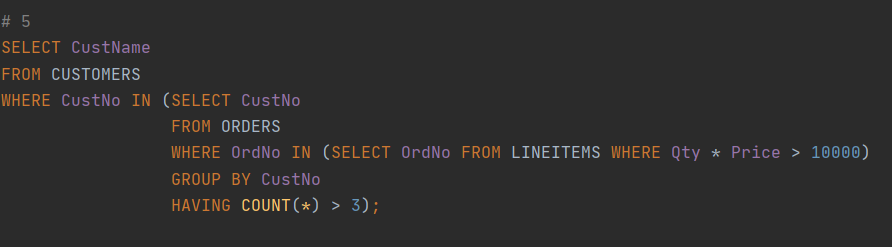 # 5
SELECT CustName
FROM CUSTOMERS
WHERE CustNo IN (SELECT CustNo
FROM ORDERS
WHERE OrdNo IN (SELECT OrdNo FROM LINEITEMS WHERE Qty * Price > 10000)
GROUP BY CustNo
HAVING COUNT(*) > 3);